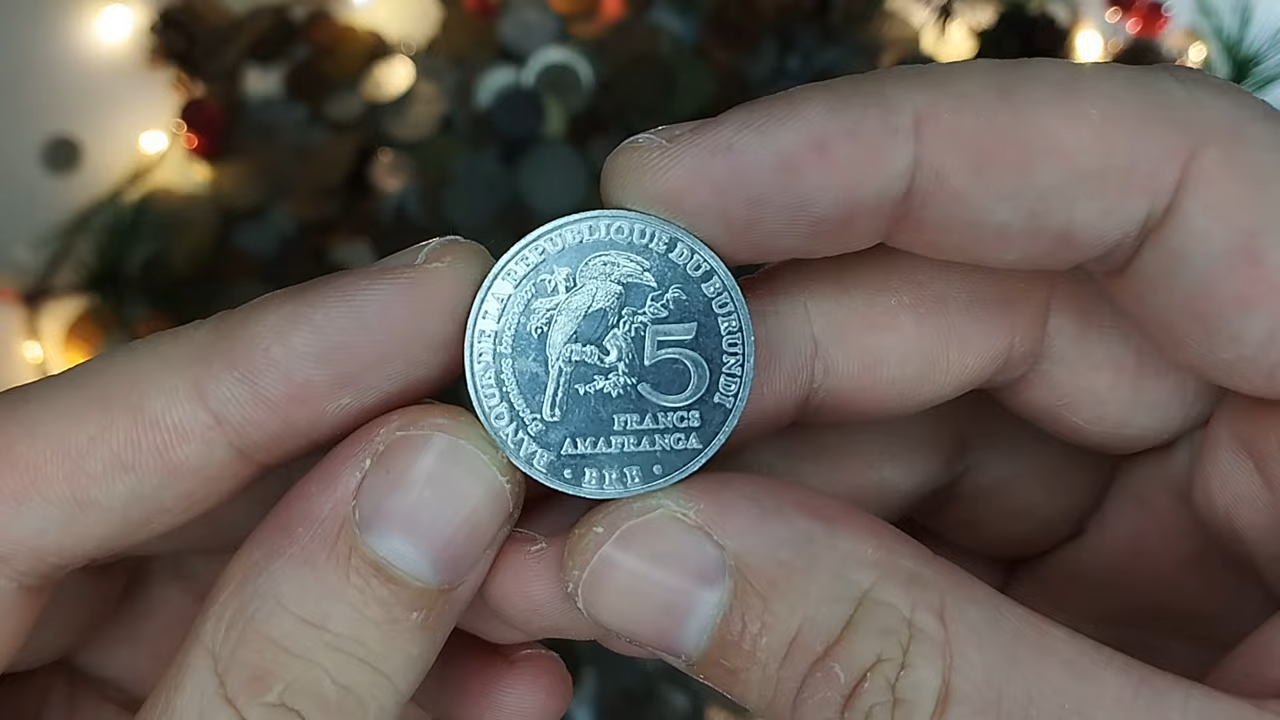 BANQUE DE LA REPUBLIQUE DU BURUNDI
5
FRANCS
AMAFRANGA
• BRB •